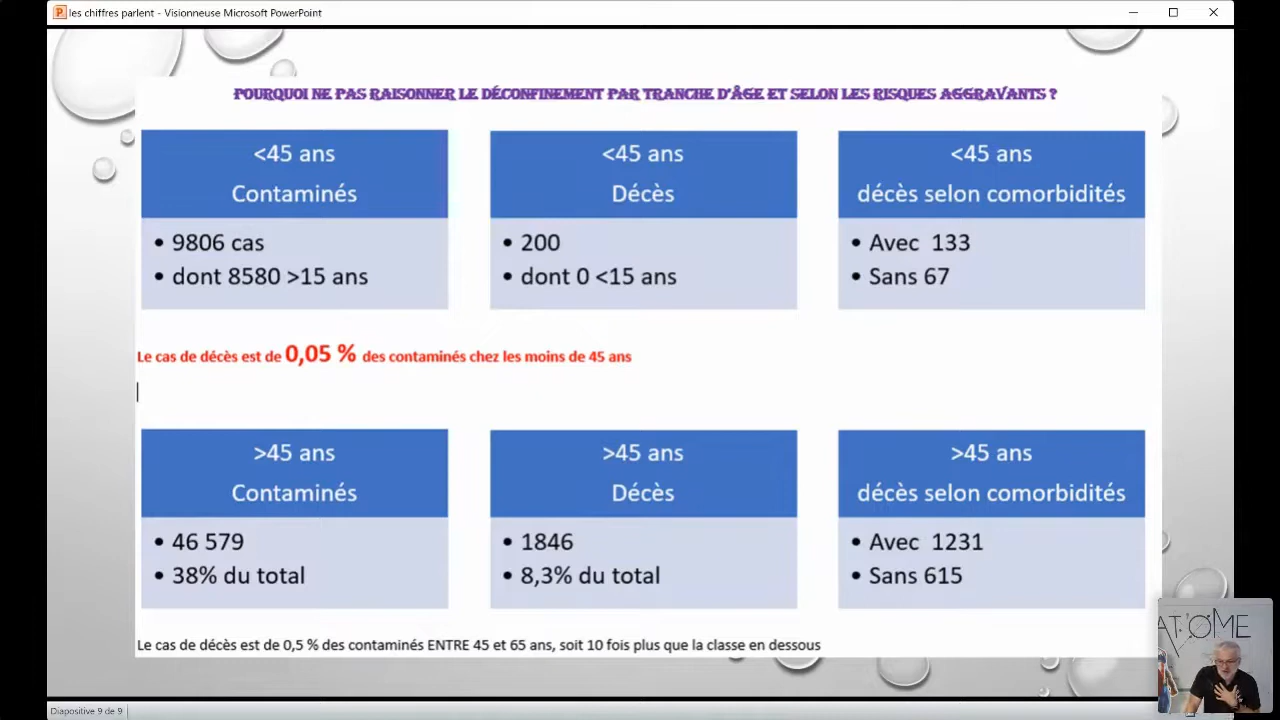 les chiffres parlent - Visionneuse Microsoft PowerPoint
POURQUOI NE PAS RAISONNER LE DÉCONFINEMENT PAR TRANCHE D'ÂGE ET SELON LES RISQUES AGGRAVANTS ?
<45 ans
Contaminés
• 9806 cas
• dont 8580 >15 ans
<45 ans
Décès
• 200
• dont 0 <15 ans
<45 ans
décès selon comorbidités
• Avec 133
• Sans 67
Le cas de décès est de 0,05 % des contaminés chez les moins de 45 ans
>45 ans
Contaminés
• 46 579
• 38% du total
>45 ans
Décès
• 1846
• 8,3% du total
>45 ans
décès selon comorbidités
• Avec 1231
• Sans 615
Le cas de décès est de 0,5 % des contaminés ENTRE 45 et 65 ans, soit 10 fois plus que la classe en dessous
AT'OME
Diapositive 9 de 9